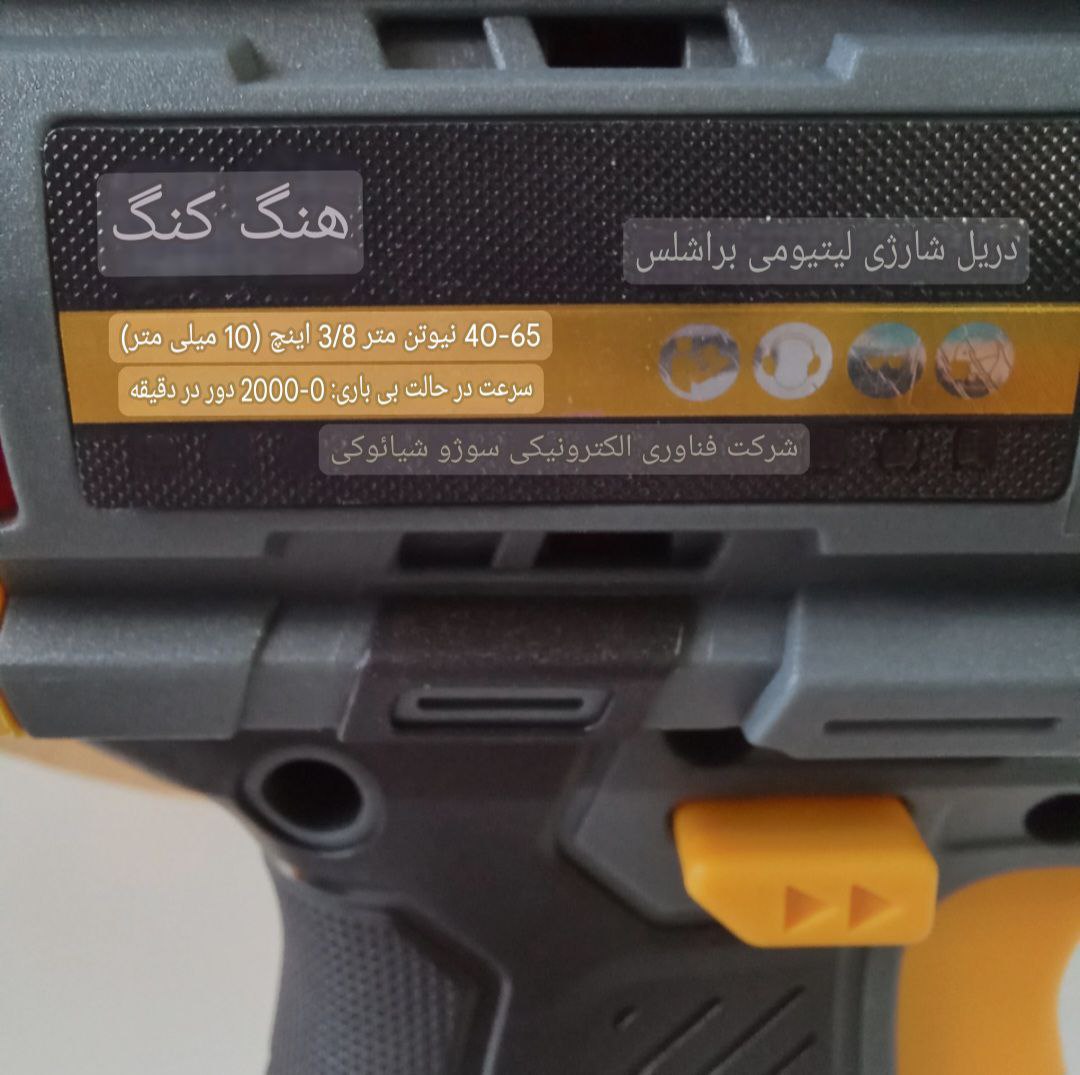 هنگ کنگ
دریل شارژی لیتیومی براشلس
40-65 نیوتن متر 3/8 اینچ (10 میلی متر)
سرعت در حالت بی باری: 0-2000 دور در دقیقه
شرکت فناوری الکترونیکی سوژو شیائوکی